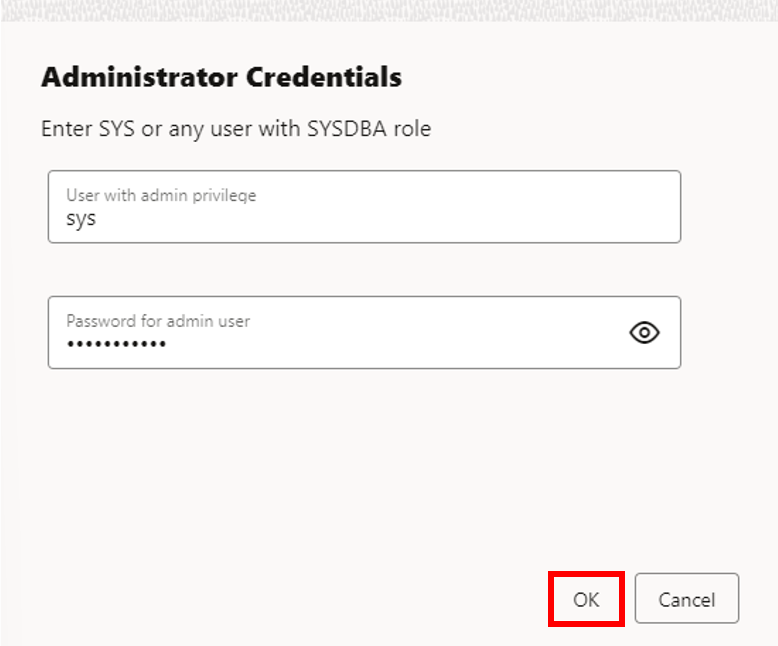 Administrator Credentials
Enter SYS or any user with SYSDBA role
User with admin privilege
sys
Password for admin user
•••••••••••
OK
Cancel